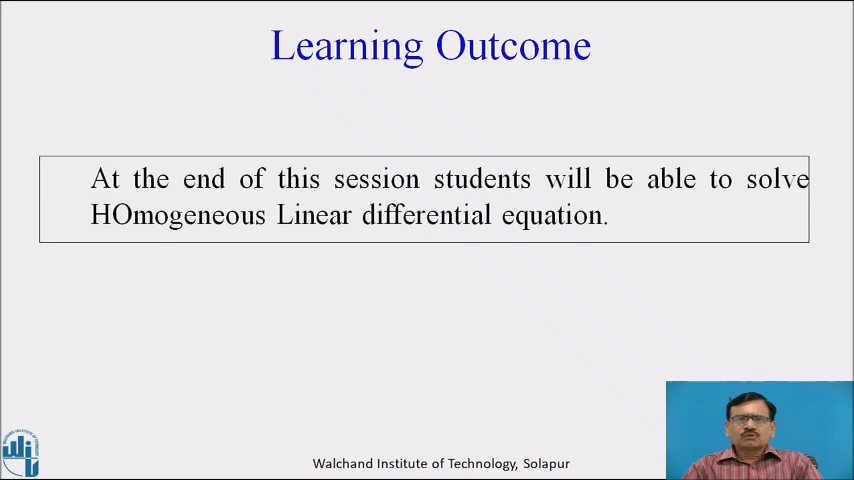 Learning Outcome
At the end of this session students will be able to solve
HOmogeneous Linear differential equation.
Walchand Institute of Technology, Solapur